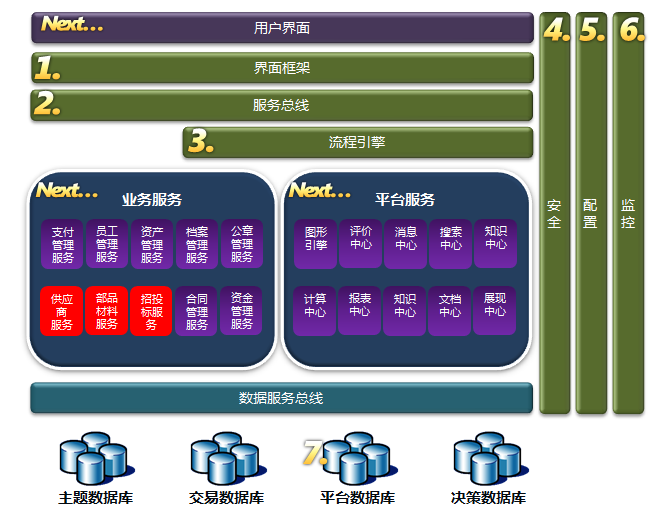 Next...
用户界面
4.
5.
6.
1.
界面框架
2.
服务总线
3.
流程引擎
Next...
业务服务
Next...
平台服务
安全
配置
监控
支付
管理
服务
员工
管理
服务
资产
管理
服务
档案
管理
服务
公章
管理
服务
图形
引擎
评价
中心
消息
中心
搜索
中心
知识
中心
供应
商
服务
部品
材料
服务
招投
标服
务
合同
管理
服务
资金
管理
服务
计算
中心
报表
中心
知识
中心
文档
中心
展现
中心
数据服务总线
7.
主题数据库
交易数据库
平台数据库
决策数据库